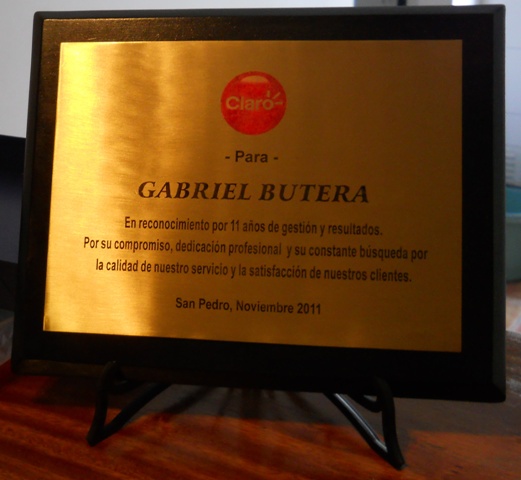 Claro
- Para -
GABRIEL BUTERA
En reconocimiento por 11 años de gestión y resultados.
Por su compromiso, dedicación profesional y su constante búsqueda por
la calidad de nuestro servicio y la satisfacción de nuestros clientes.
San Pedro, Noviembre 2011